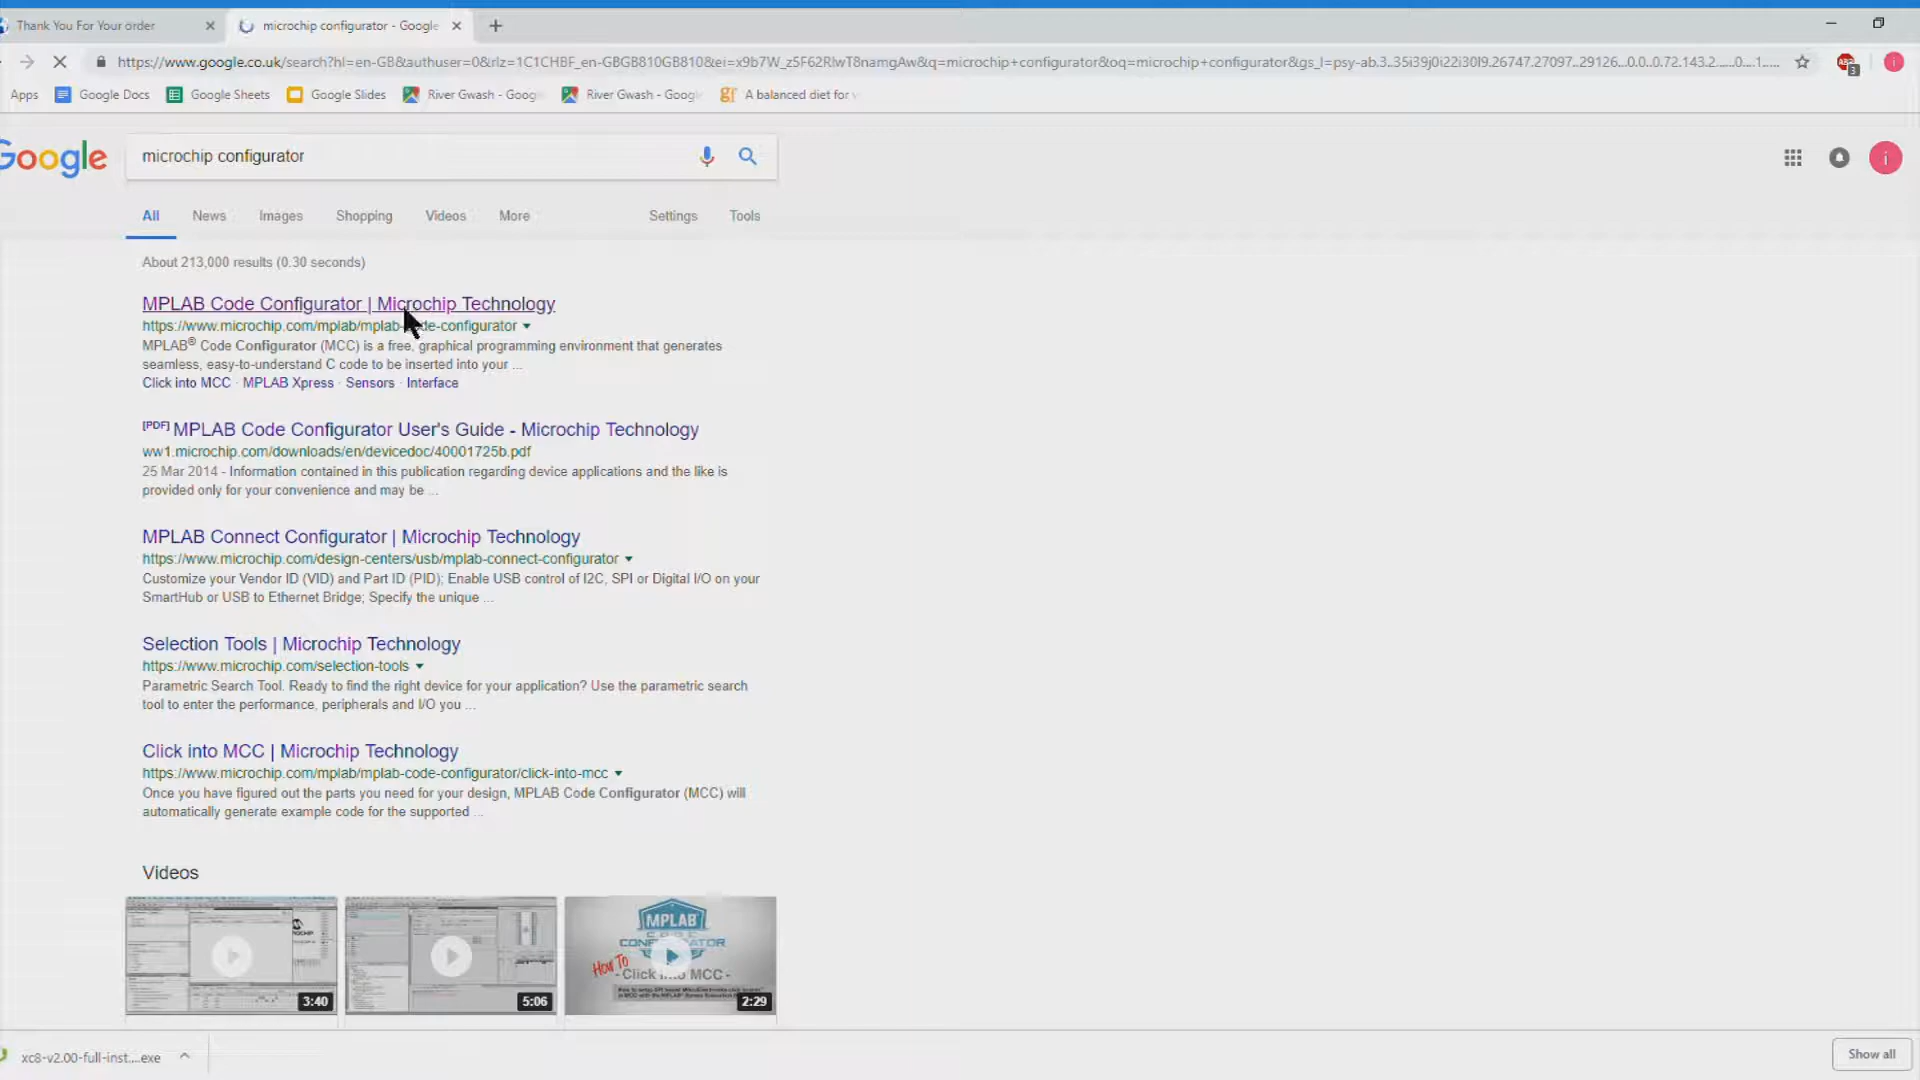 Thank You For Your order
microchip configurator - Google
https://www.google.co.uk/search?hl=en-GB&authuser=0&rlz=1C1CHBF_en-GBGB810GB810&ei=x9b7W_z5F62RlwT8namgAw&q=microchip+configurator&oq=microchip+configurator&gs_l=psy-ab.3..35i39j0i22i30l9.26747.27097..29126...0.0..0.72.143.2......0....1....
3
i
Apps Google Docs Google Sheets Google Slides River Gwash - Goog River Gwash - Goog gf A balanced diet for
Google
microchip configurator
i
All News Images Shopping Videos More Settings Tools
About 213,000 results (0.30 seconds)
MPLAB Code Configurator | Microchip Technology
https://www.microchip.com/mplab/mplab-code-configurator
MPLAB® Code Configurator (MCC) is a free, graphical programming environment that generates
seamless, easy-to-understand C code to be inserted into your ...
Click into MCC · MPLAB Xpress · Sensors · Interface
[PDF] MPLAB Code Configurator User's Guide - Microchip Technology
ww1.microchip.com/downloads/en/devicedoc/40001725b.pdf
25 Mar 2014 - Information contained in this publication regarding device applications and the like is
provided only for your convenience and may be ...
MPLAB Connect Configurator | Microchip Technology
https://www.microchip.com/design-centers/usb/mplab-connect-configurator
Customize your Vendor ID (VID) and Part ID (PID); Enable USB control of I2C, SPI or Digital I/O on your
SmartHub or USB to Ethernet Bridge; Specify the unique ...
Selection Tools | Microchip Technology
https://www.microchip.com/selection-tools
Parametric Search Tool. Ready to find the right device for your application? Use the parametric search
tool to enter the performance, peripherals and I/O you ...
Click into MCC | Microchip Technology
https://www.microchip.com/mplab/mplab-code-configurator/click-into-mcc
Once you have figured out the parts you need for your design, MPLAB Code Configurator (MCC) will
automatically generate example code for the supported ...
Videos
MPLAB
CODE
CONFIGURATOR
How To
- Click into MCC -
3:40
5:06
2:29
xc8-v2.00-full-inst....exe
Show all